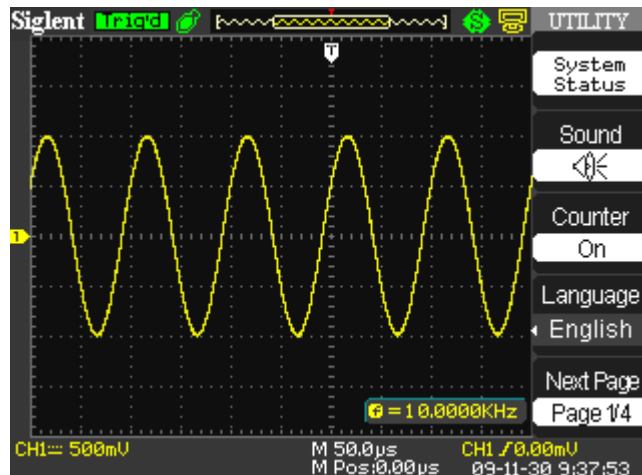 Siglent Trig'd T S UTILITY
System
Status
Sound
Counter
On
Language
English
Next Page
Page 1/4
1
f = 10.0000KHz
CH1 500mV M 50.0µs CH1 0.00mV
M Pos:0.00µs 09-11-30 9:37:53